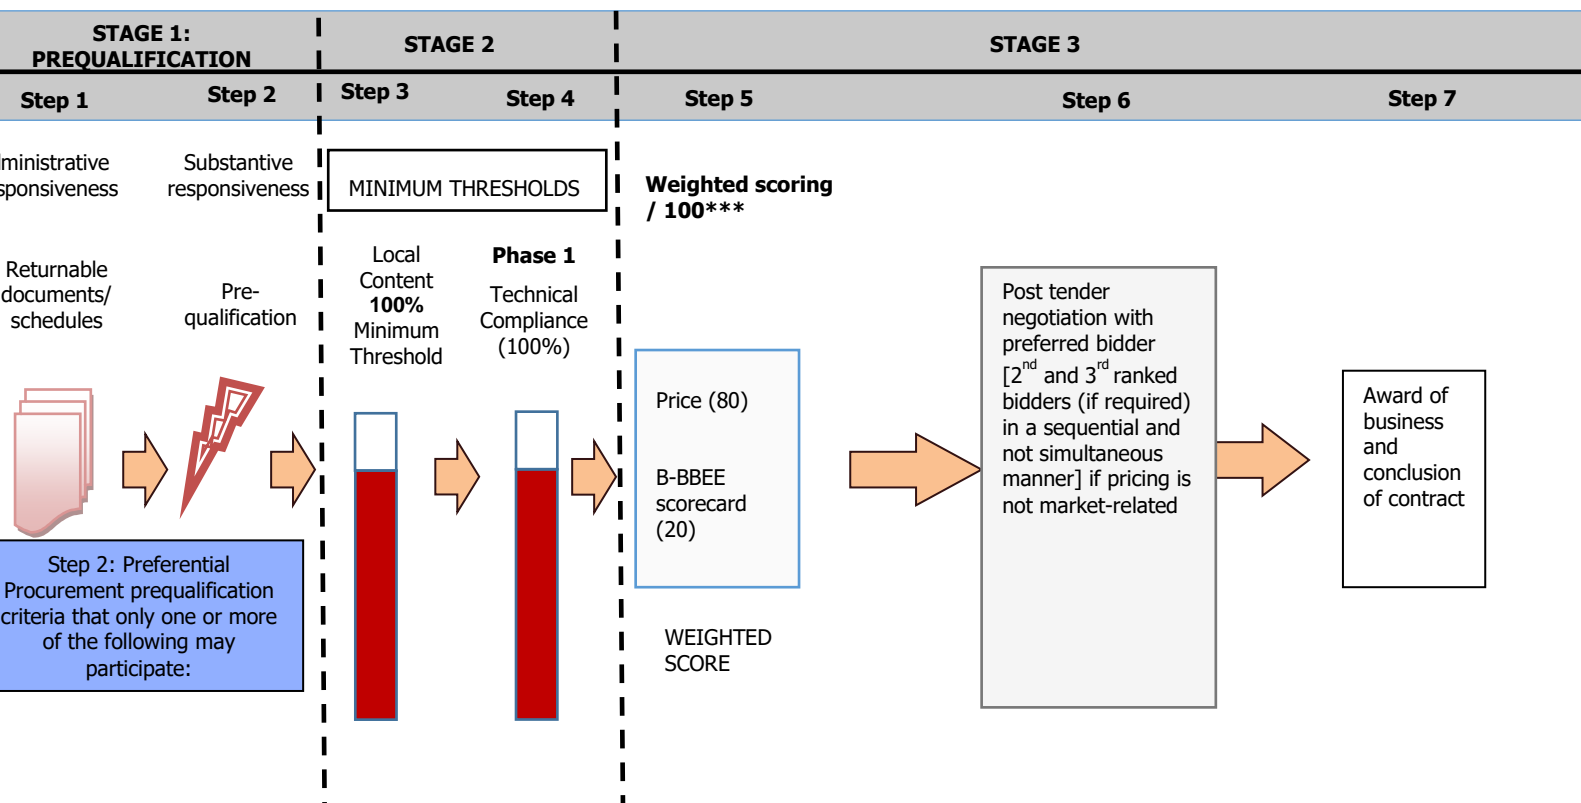 STAGE 1:
PREQUALIFICATION
STAGE 2
STAGE 3
Step 1
Step 2
Step 3
Step 4
Step 5
Step 6
Step 7
ministrative
sponsiveness
Substantive
responsiveness
MINIMUM THRESHOLDS
Weighted scoring
/ 100***
Returnable
documents/
schedules
Pre-
qualification
Local
Content
100%
Minimum
Threshold
Phase 1
Technical
Compliance
(100%)
Price (80)
B-BBEE
scorecard
(20)
WEIGHTED
SCORE
Post tender
negotiation with
preferred bidder
[2nd and 3rd ranked
bidders (if required)
in a sequential and
not simultaneous
manner] if pricing is
not market-related
Award of
business
and
conclusion
of contract
Step 2: Preferential
Procurement prequalification
criteria that only one or more
of the following may
participate: